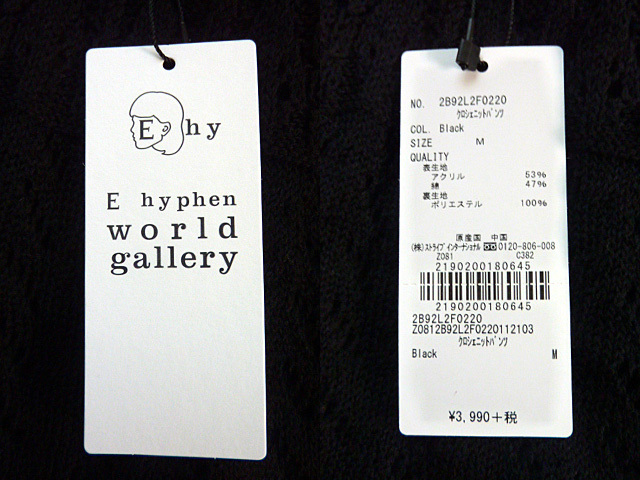 E hy
E hyphen
world
gallery
NO. 2B92L2F0220
クロシェニットパンツ
COL. Black
SIZE M
QUALITY
表生地
アクリル 53%
綿 47%
裏生地
ポリエステル 100%
原産国 中国
(株)ストライプインターナショナル 0120-806-008
Z081 C382
2190200180645
2190200180645
2B92L2F0220
Z0812B92L2F0220112103
クロシェニットパンツ
Black M
¥3,990+税